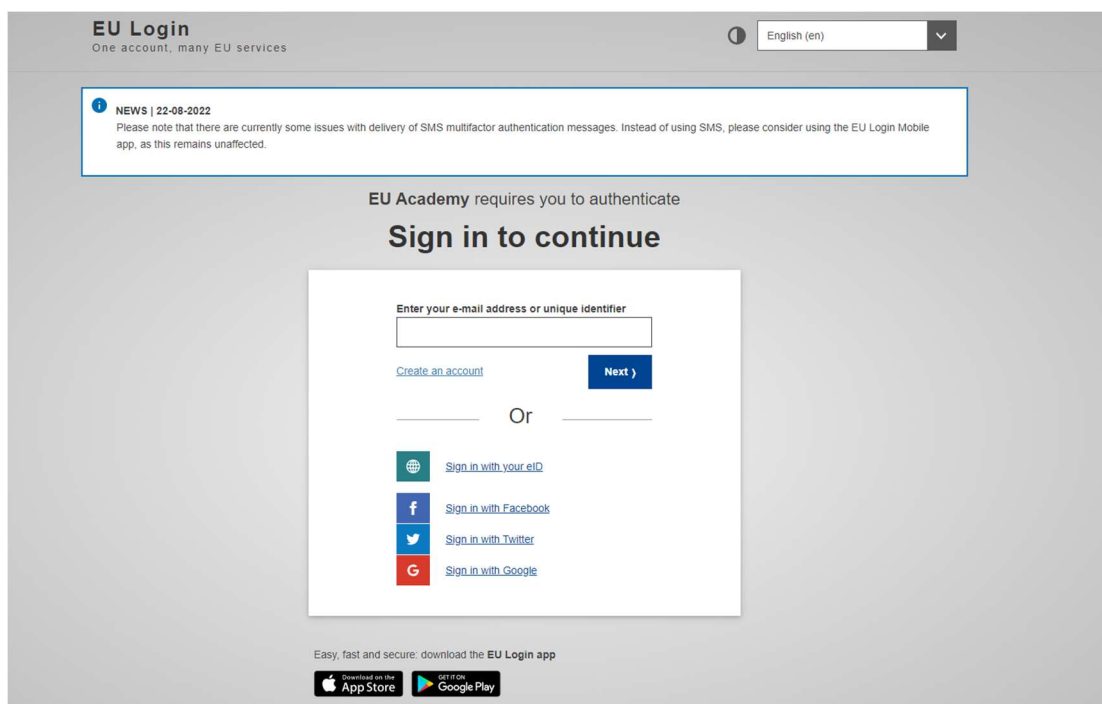 EU Login
One account, many EU services
English (en)
NEWS | 22-08-2022
Please note that there are currently some issues with delivery of SMS multifactor authentication messages. Instead of using SMS, please consider using the EU Login Mobile
app, as this remains unaffected.
EU Academy requires you to authenticate
Sign in to continue
Enter your e-mail address or unique identifier
Create an account
Next ❭
Or
Sign in with your eID
Sign in with Facebook
Sign in with Twitter
Sign in with Google
Easy, fast and secure: download the EU Login app
Download on the
App Store
GET IT ON
Google Play